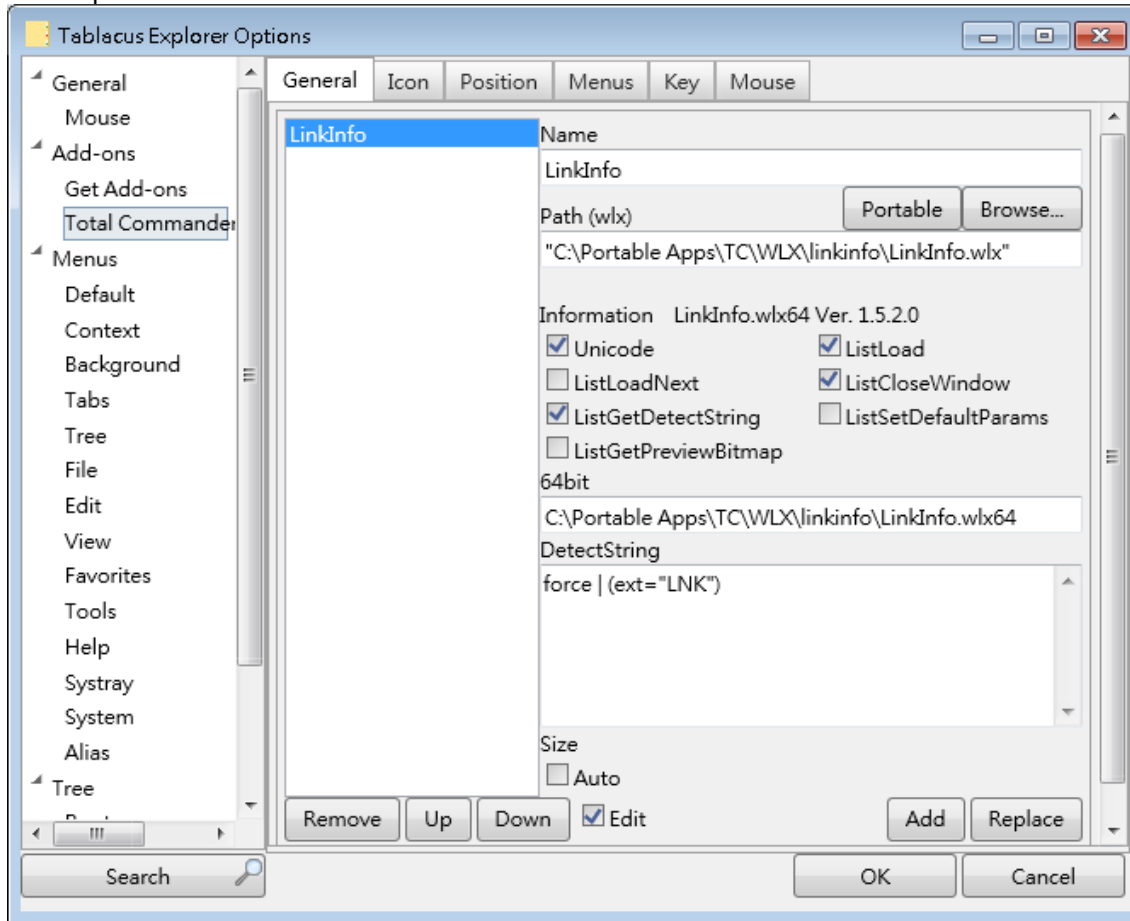 Tablacus Explorer Options
General
Mouse
Add-ons
Get Add-ons
Total Commander
Menus
Default
Context
Background
Tabs
Tree
File
Edit
View
Favorites
Tools
Help
Systray
System
Alias
Tree
Search
General Icon Position Menus Key Mouse
LinkInfo
Name
LinkInfo
Path (wlx) Portable Browse...
"C:\Portable Apps\TC\WLX\linkinfo\LinkInfo.wlx"
Information LinkInfo.wlx64 Ver. 1.5.2.0
Unicode ListLoad
ListLoadNext ListCloseWindow
ListGetDetectString ListSetDefaultParams
ListGetPreviewBitmap
64bit
C:\Portable Apps\TC\WLX\linkinfo\LinkInfo.wlx64
DetectString
force | (ext="LNK")
Size
Auto
Remove Up Down Edit Add Replace
OK Cancel